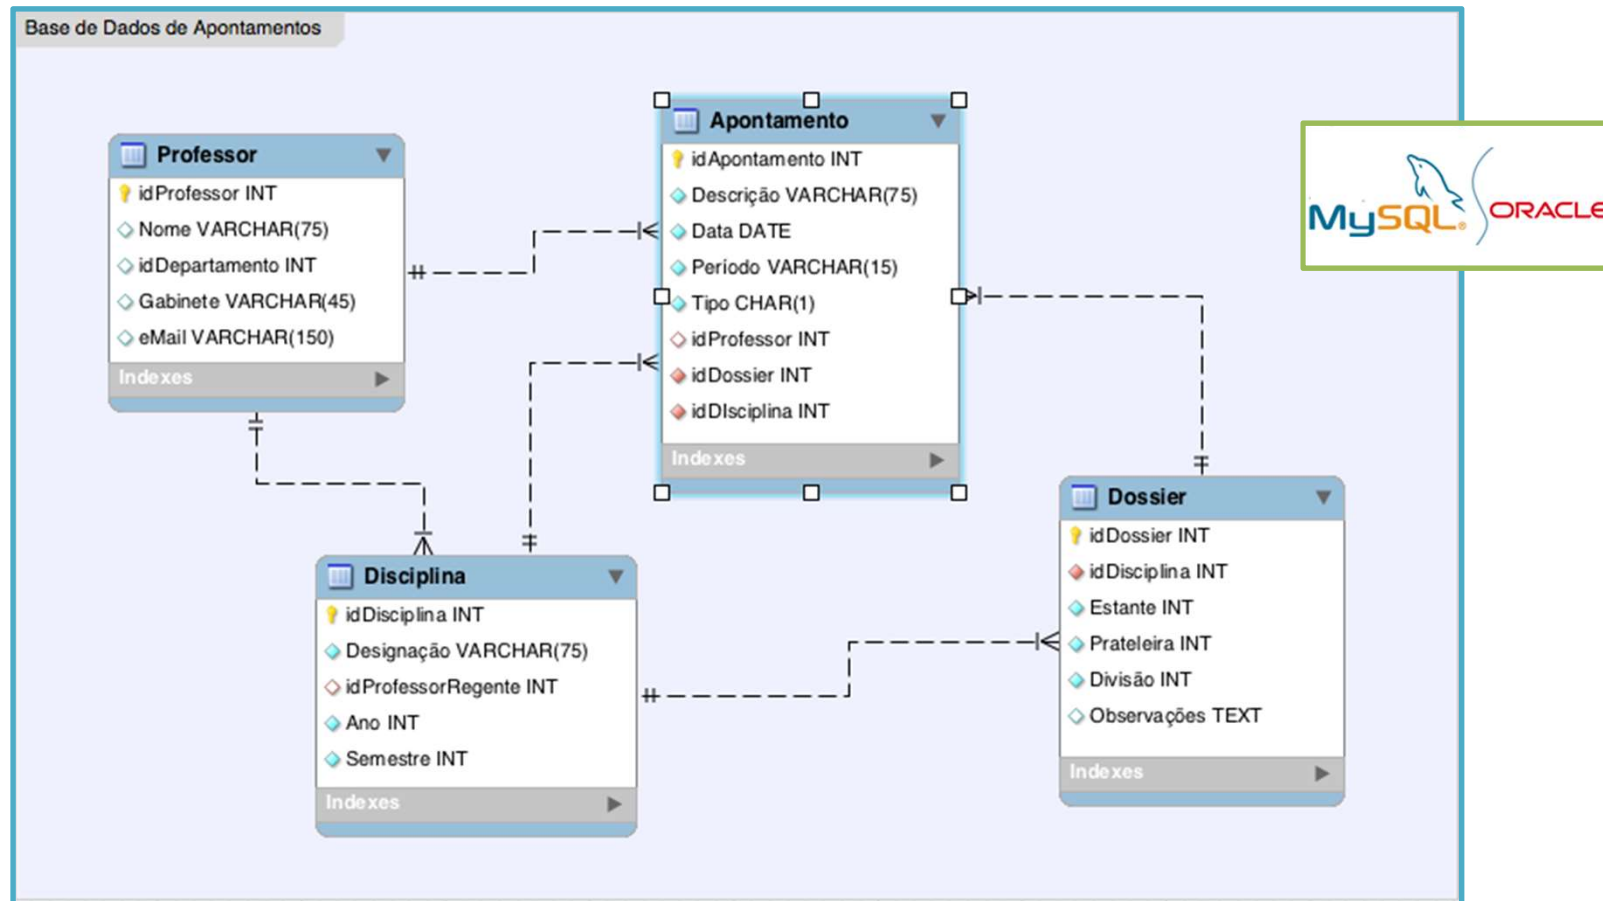 Base de Dados de Apontamentos
Professor
idProfessor INT
Nome VARCHAR(75)
idDepartamento INT
Gabinete VARCHAR(45)
eMail VARCHAR(150)
Indexes
Apontamento
idApontamento INT
Descrição VARCHAR(75)
Data DATE
Período VARCHAR(15)
Tipo CHAR(1)
idProfessor INT
idDossier INT
idDIsciplina INT
Indexes
MySQL® ORACLE
Disciplina
idDisciplina INT
Designação VARCHAR(75)
idProfessorRegente INT
Ano INT
Semestre INT
Indexes
Dossier
idDossier INT
idDisciplina INT
Estante INT
Prateleira INT
Divisão INT
Observações TEXT
Indexes